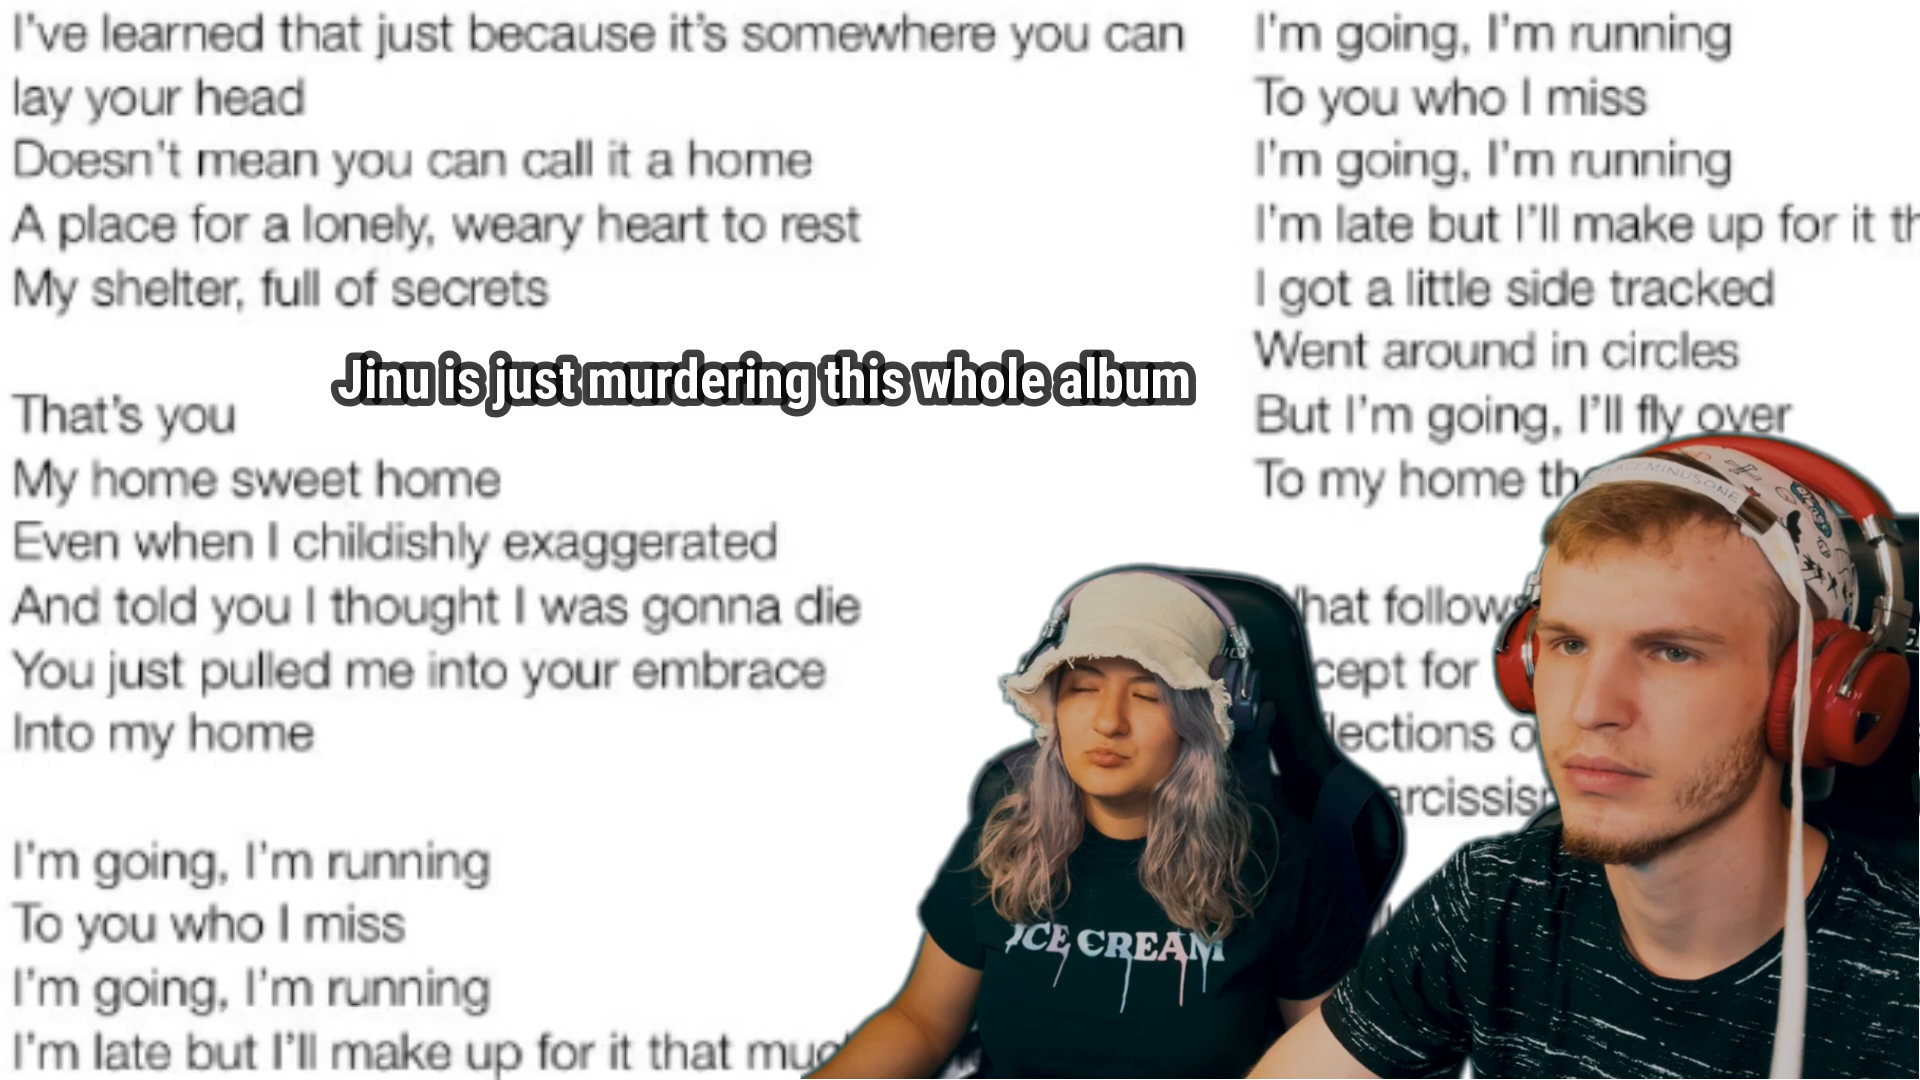 I've learned that just because it's somewhere you can
lay your head
Doesn't mean you can call it a home
A place for a lonely, weary heart to rest
My shelter, full of secrets
That's you
My home sweet home
Even when I childishly exaggerated
And told you I thought I was gonna die
You just pulled me into your embrace
Into my home
I'm going, I'm running
To you who I miss
I'm going, I'm running
I'm late but I'll make up for it that
Jinu is just murdering this whole album
I'm going, I'm running
To you who I miss
I'm going, I'm running
I'm late but I'll make up for it
I got a little side tracked
Went around in circles
But I'm going, I'll fly over
To my home
ICE CREAM